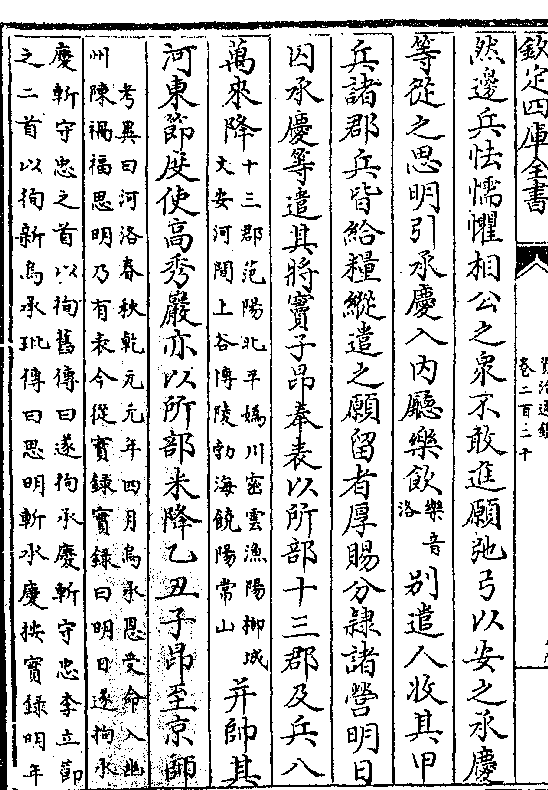 欽定四庫全書
資治通鑑
卷二百二十
然邊兵怯懦懼相公之衆不敢進願弛弓以安之承慶
等從之思明引承慶入内廳樂飲樂音洛别遣人收其甲
兵諸郡兵皆給糧縱遣之願留者厚賜分隸諸營明日
囚承慶等遣其將竇子昂奉表以所部十三郡及兵八
萬來降十三郡范陽北平媯川密雲漁陽柳城文安河間上谷博陵勃海饒陽常山并帥其
河東節度使高秀巖亦以所部來降乙丑子昂至京師
考異曰河洛春秋乾元元年四月烏承恩受命入幽
州陳禍福思明乃有表今從實錄實錄曰明日遂拘承
慶斬守忠之首以徇舊傳曰遂拘承慶斬守忠李立節
之二首以徇新烏承玼傳曰思明斬承慶按實錄明年